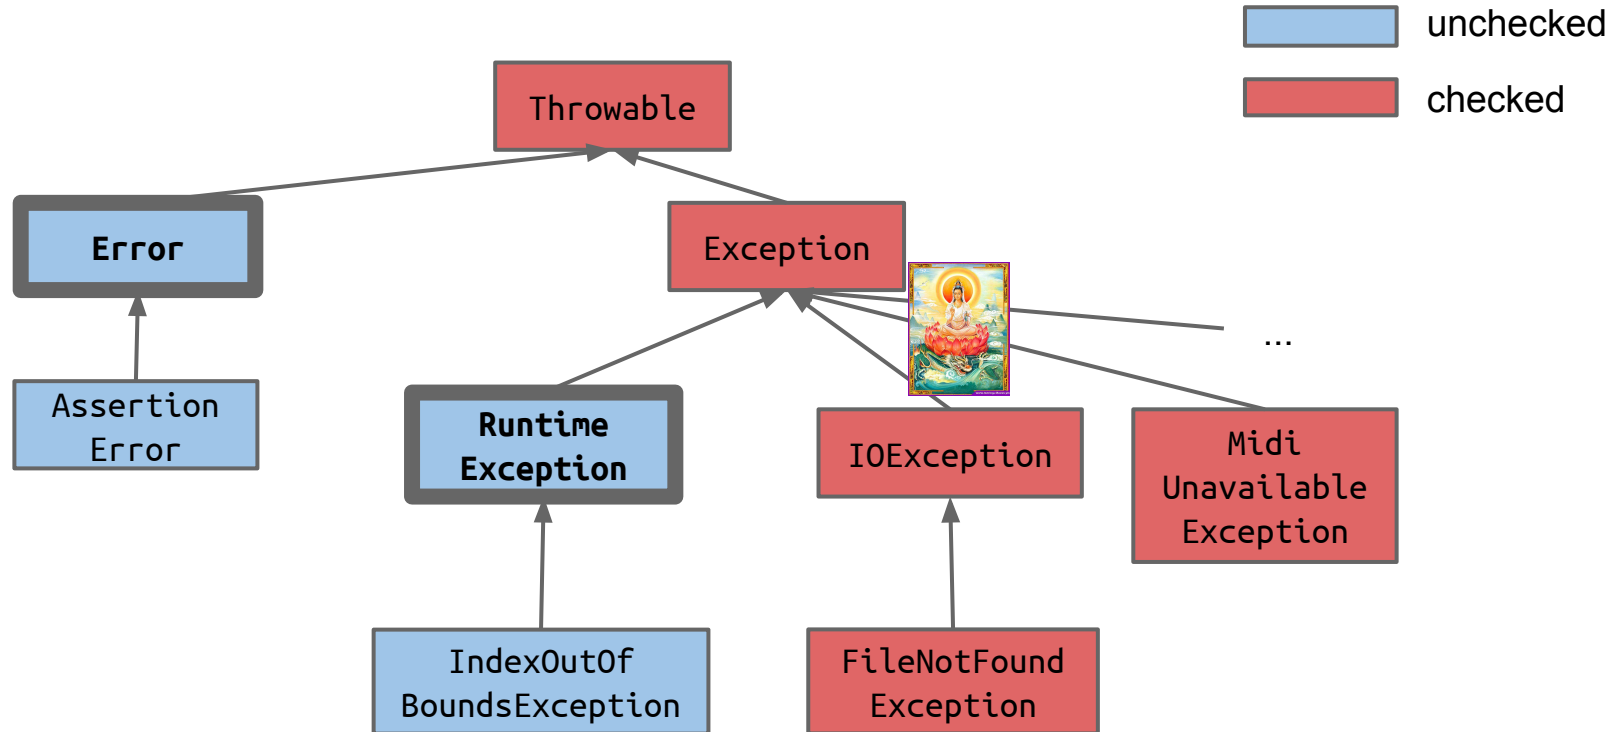 unchecked
checked
Throwable
Error
Exception
...
Assertion
Error
Runtime
Exception
IOException
Midi
Unavailable
Exception
IndexOutOf
BoundsException
FileNotFound
Exception